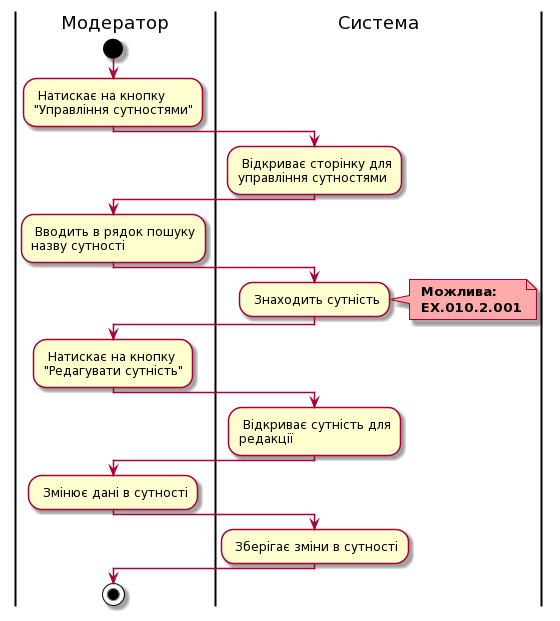 Модератор
Система
Натискає на кнопку
"Управління сутностями"
Відкриває сторінку для
управління сутностями
Вводить в рядок пошуку
назву сутності
Знаходить сутність
Можлива:
EX.010.2.001
Натискає на кнопку
"Редагувати сутність"
Відкриває сутність для
редакції
Змінює дані в сутності
Зберігає зміни в сутності